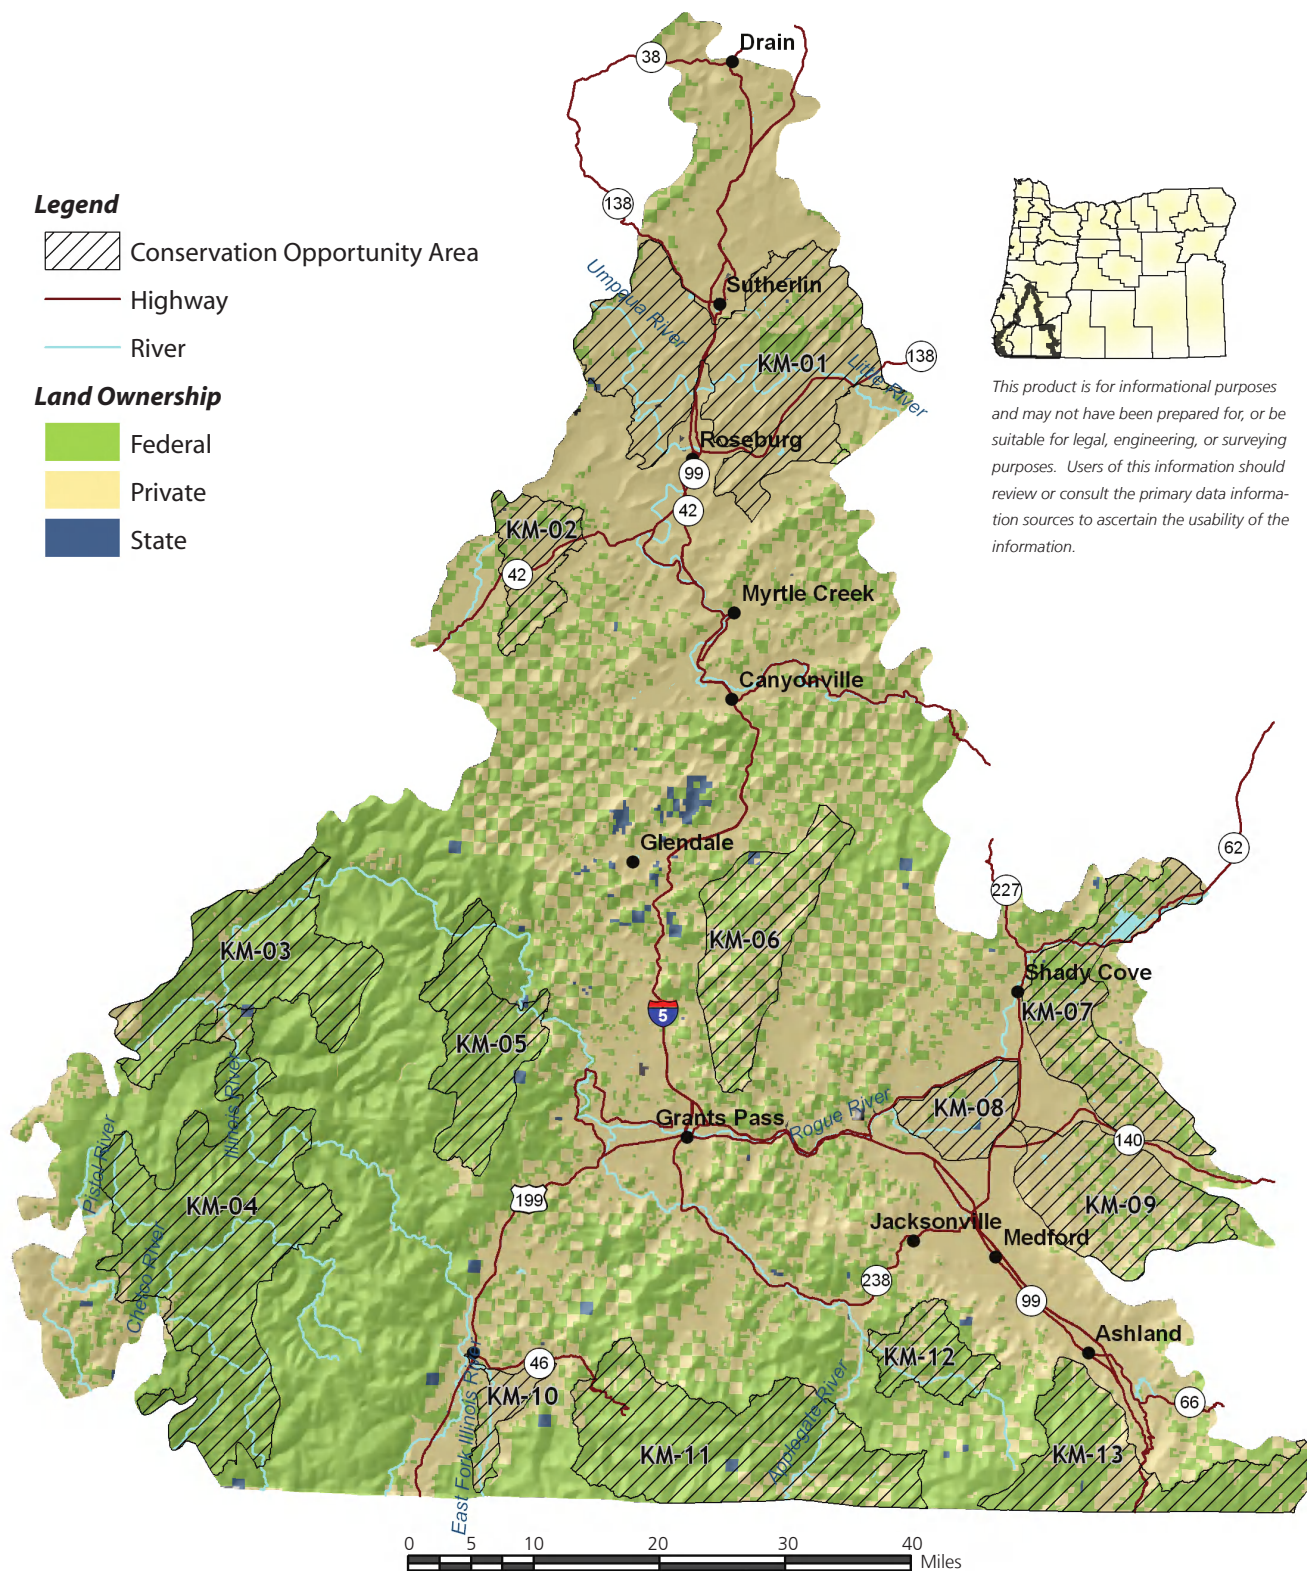 Drain
38
Legend
138
Conservation Opportunity Area
Highway
River
Land Ownership
Federal
Private
State
Umpqua River
Sutherlin
KM-01
138
Little River
Roseburg
99
42
KM-02
42
This product is for informational purposes
and may not have been prepared for, or be
suitable for legal, engineering, or surveying
purposes. Users of this information should
review or consult the primary data informa-
tion sources to ascertain the usability of the
information.
Myrtle Creek
Canyonville
Glendale
62
227
KM-03
KM-06
Shady Cove
KM-07
5
KM-05
Illinois River
Pistol River
Grants Pass
Rogue River
KM-08
140
KM-04
199
KM-09
Jacksonville
Medford
Chetco River
238
99
Ashland
KM-12
46
KM-10
East Fork Illinois River
66
KM-11
Applegate River
KM-13
0 5 10 20 30 40
Miles